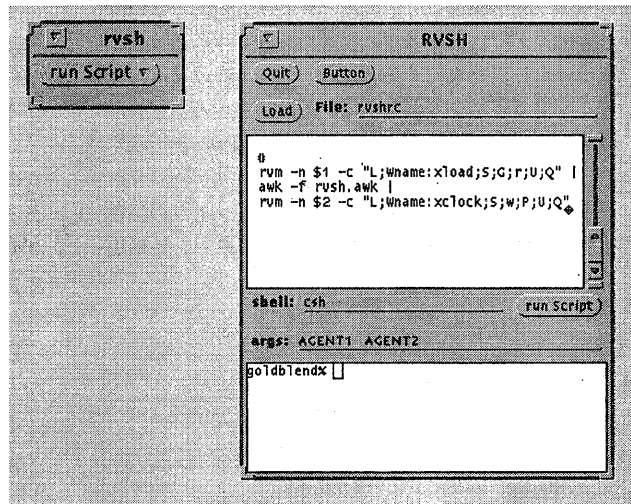 rvsh
run Script
RVSH
Quit Button
Load File: rvshrc
#
rvm -n $1 -c "L;Wname:xload;S;G;r;U;Q" |
awk -f rvsh.awk |
rvm -n $2 -c "L;Wname:xclock;S;w;P;U;Q"
shell: csh run Script
args: AGENT1 AGENT2
goldblend%